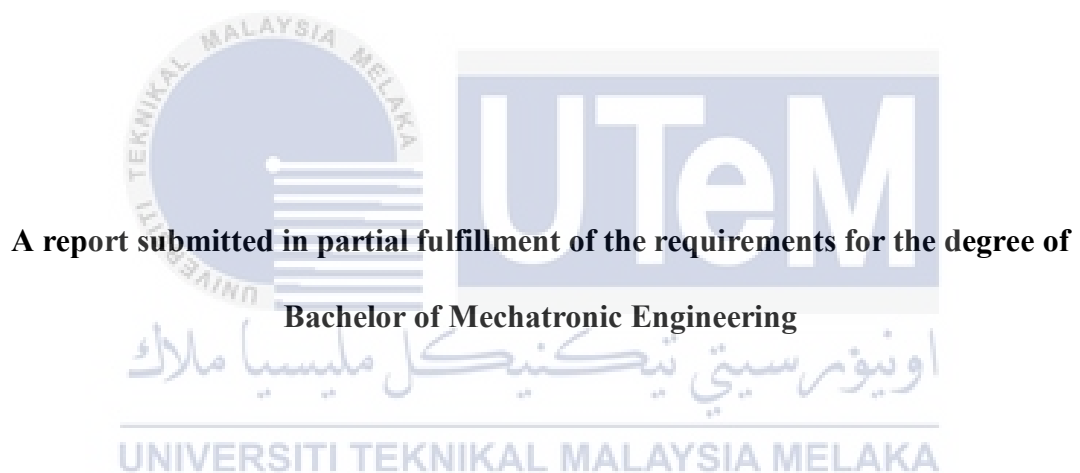 UNIVERSITI TEKNIKAL MALAYSIA MELAKA
UTeM
A report submitted in partial fulfillment of the requirements for the degree of
Bachelor of Mechatronic Engineering
اونيۏرسيتي تيكنيكل مليسيا ملاك
UNIVERSITI TEKNIKAL MALAYSIA MELAKA